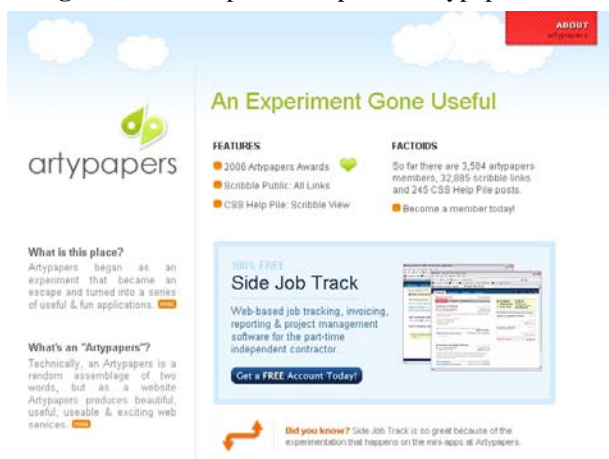 ABOUT
artypapers
An Experiment Gone Useful
artypapers
FEATURES
2006 Artypapers Awards
Scribble Public: All Links
CSS Help Pile: Scribble View
FACTOIDS
So far there are 3,584 artypapers
members, 32,885 scribble links
and 245 CSS Help Pile posts.
Become a member today!
What is this place?
Artypapers began as an
experiment that became an
escape and turned into a series
of useful & fun applications.
What's an "Artypapers"?
Technically, an Artypapers is a
random assemblage of two
words, but as a website
Artypapers produces beautiful,
useful, useable & exciting web
services.
100% FREE
Side Job Track
Web-based job tracking, invoicing,
reporting & project management
software for the part-time
independent contractor.
Get a FREE Account Today!
Did you know? Side Job Track is so great because of the
experimentation that happens on the mini-apps at Artypapers.